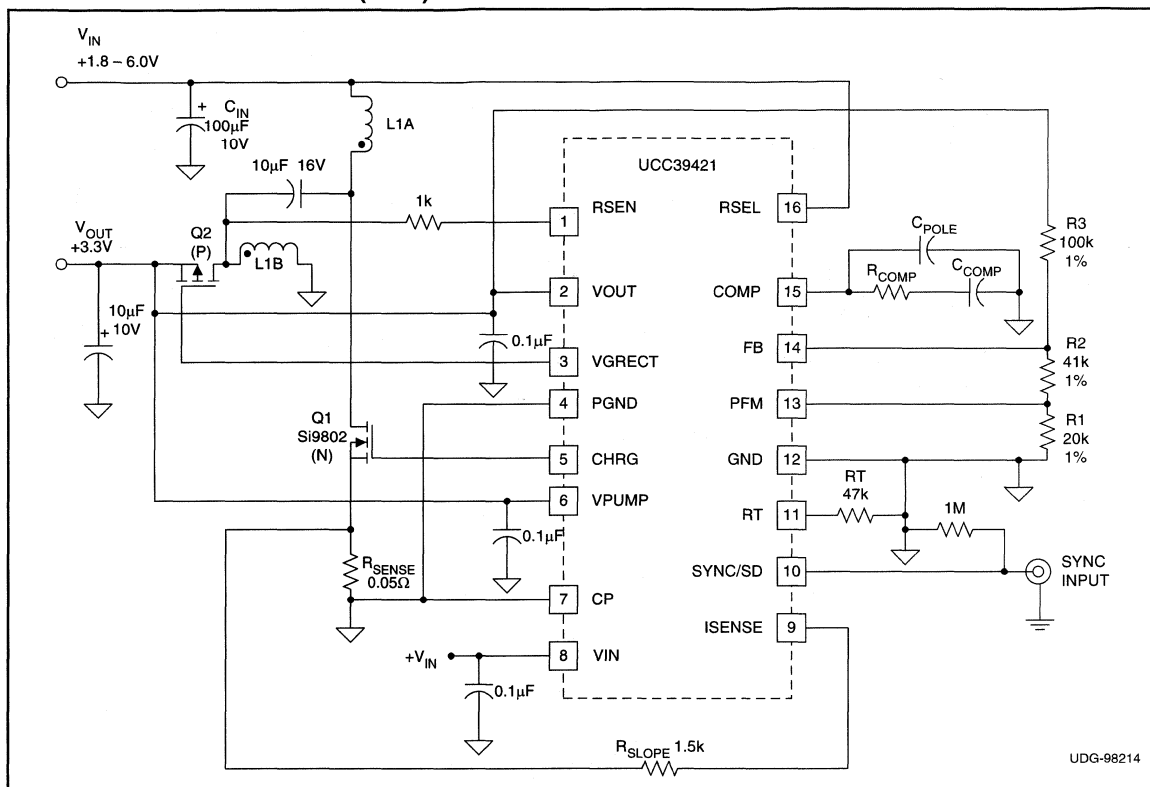 V_IN
+1.8 – 6.0V
+
C_IN
100µF
10V
L1A
10µF 16V
1k
V_OUT
+3.3V
Q2
(P)
L1B
10µF
+
10V
0.1µF
Q1
Si9802
(N)
0.1µF
R_SENSE
0.05Ω
+V_IN
0.1µF
R_SLOPE 1.5k
UCC39421
1 RSEN
2 VOUT
3 VGRECT
4 PGND
5 CHRG
6 VPUMP
7 CP
8 VIN
RSEL 16
COMP 15
FB 14
PFM 13
GND 12
RT 11
SYNC/SD 10
ISENSE 9
C_POLE
R_COMP
C_COMP
R3
100k
1%
R2
41k
1%
R1
20k
1%
RT
47k
1M
SYNC
INPUT
UDG-98214